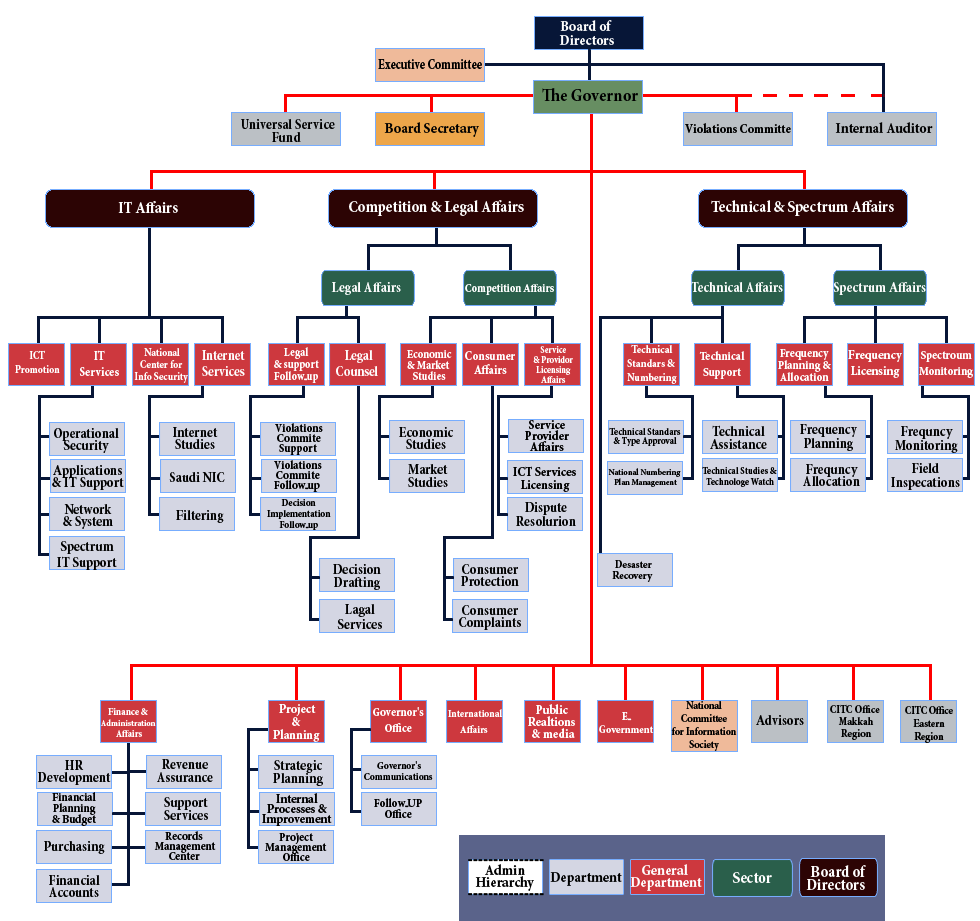 Board of
Directors
Executive Committee
The Governor
Universal Service
Fund
Board Secretary
Violations Committe
Internal Auditor
IT Affairs
Competition & Legal Affairs
Technical & Spectrum Affairs
Legal Affairs
Competition Affairs
Technical Affairs
Spectrum Affairs
ICT
Promotion
IT
Services
National
Center for
Info Security
Internet
Services
Legal
& support
Follow.up
Legal
Counsel
Economic
& Market
Studies
Consumer
Affairs
Service
& Providor
Licensing
Affairs
Technical
Standars &
Numbering
Technical
Support
Frequency
Planning &
Allocation
Frequency
Licensing
Spectroum
Monitoring
Operational
Security
Applications
& IT Support
Network
& System
Spectrum
IT Support
Internet
Studies
Saudi NIC
Filtering
Violations
Commite
Support
Violations
Commite
Follow.up
Decision
Implementation
Follow.up
Decision
Drafting
Lagal
Services
Economic
Studies
Market
Studies
Service
Provider
Affairs
ICT Services
Licensing
Dispute
Resolurion
Consumer
Protection
Consumer
Complaints
Technical Standars
& Type Approval
National Numbering
Plan Management
Technical
Assistance
Technical Studies &
Technologe Watch
Frequency
Planning
Frequncy
Allocation
Frequncy
Monitoring
Field
Inspecations
Desaster
Recovery
Finance &
Administration
Affairs
Project
&
Planning
Governor's
Office
International
Affairs
Public
Realtions
& media
E.
Government
National
Committee
for Information
Society
Advisors
CITC Office
Makkah
Region
CITC Office
Eastern
Region
HR
Development
Revenue
Assurance
Financial
Planning
& Budget
Support
Services
Purchasing
Records
Management
Center
Financial
Accounts
Strategic
Planning
Internal
Processes &
Improvement
Project
Management
Office
Governor's
Communications
Follow.UP
Office
Admin
Hierarchy
Department
General
Department
Sector
Board of
Directors